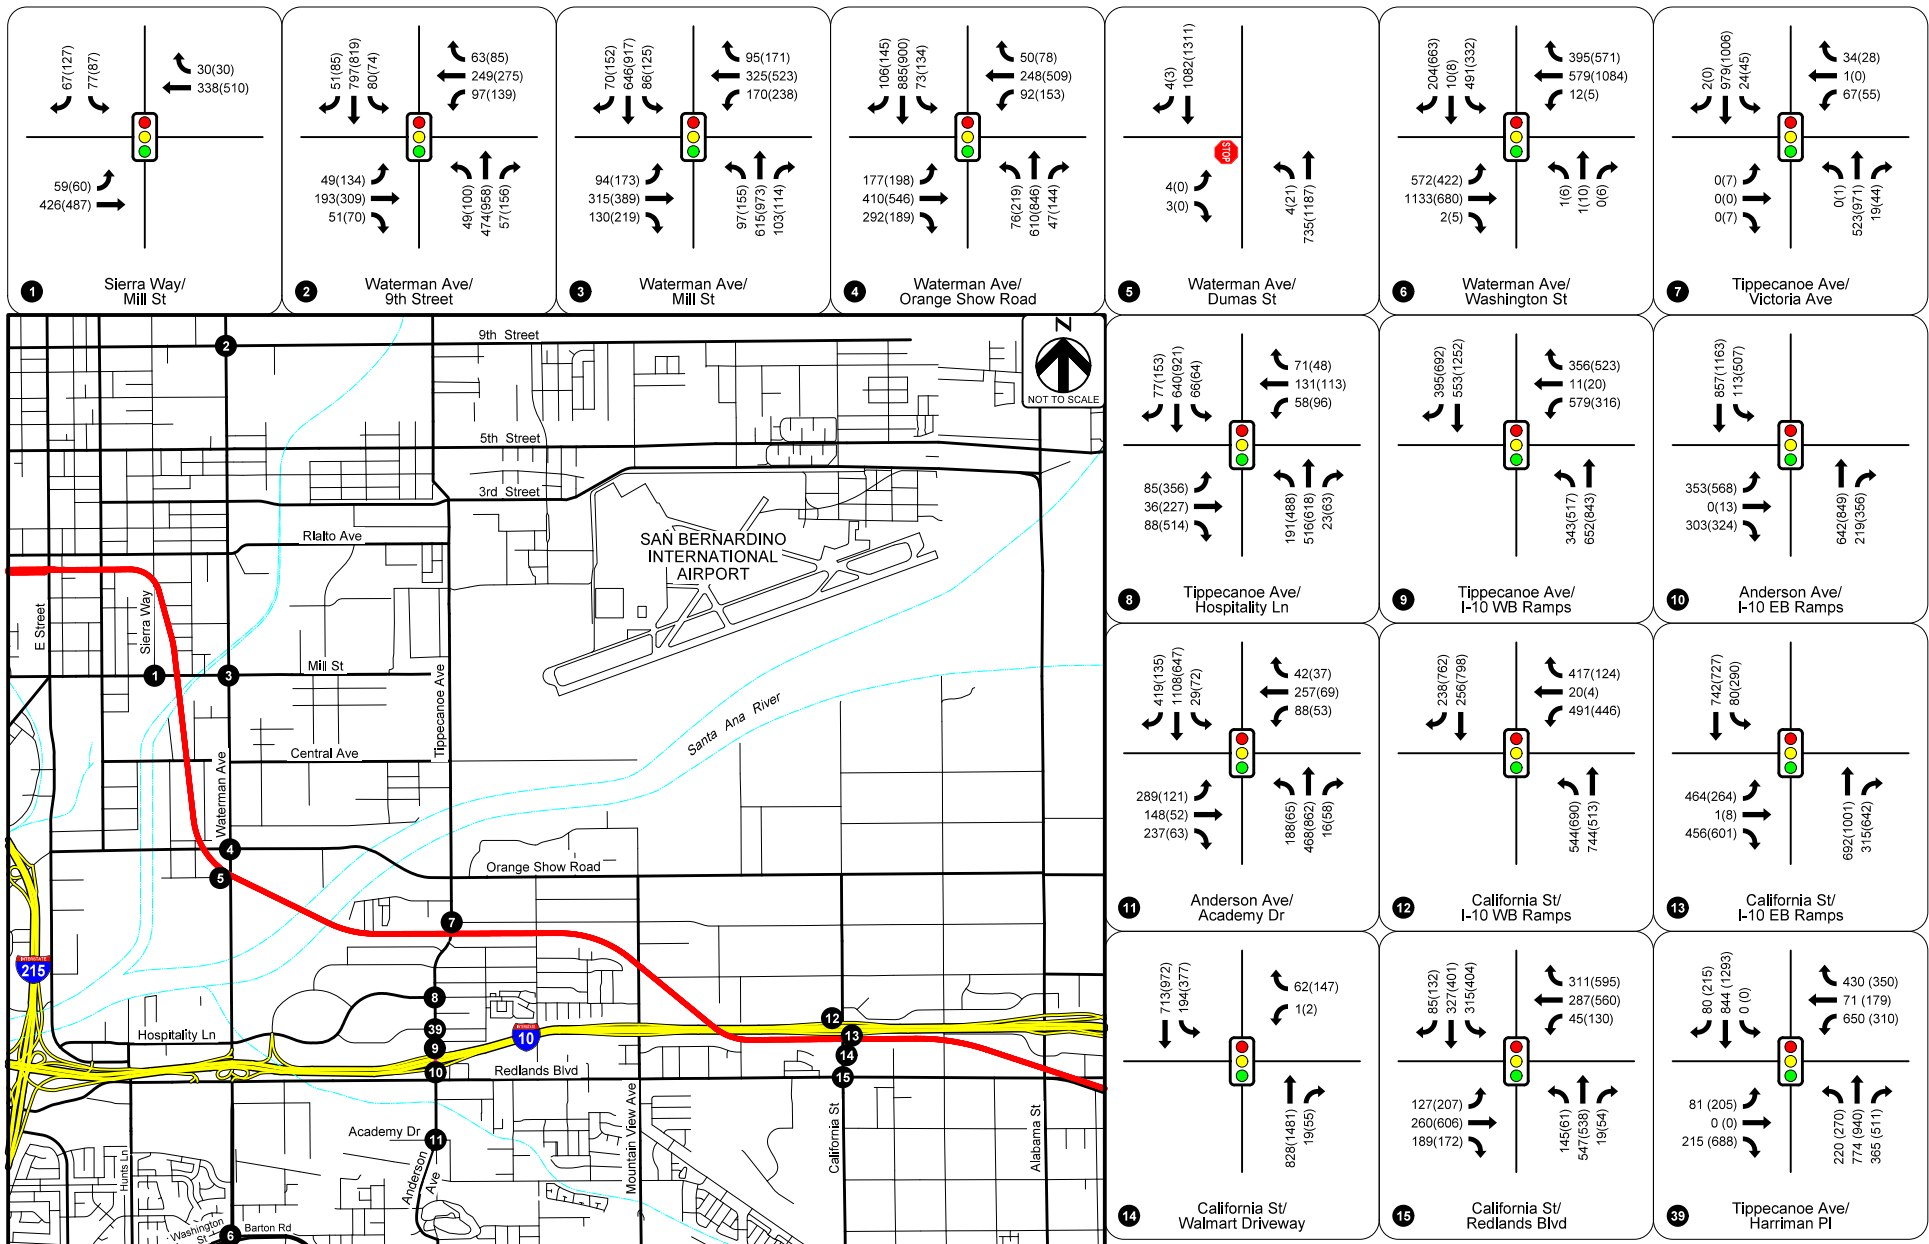 67(127)
77(87)
30(30)
338(510)
59(60)
426(487)
1
Sierra Way/
Mill St
51(85)
797(819)
80(74)
63(85)
249(275)
97(139)
49(134)
193(309)
51(70)
49(100)
474(958)
57(156)
2
Waterman Ave/
9th Street
70(152)
646(917)
86(125)
95(171)
325(523)
170(238)
94(173)
315(389)
130(219)
97(155)
615(973)
103(114)
3
Waterman Ave/
Mill St
106(145)
885(900)
73(134)
50(78)
248(509)
92(153)
177(198)
410(546)
292(189)
76(219)
610(846)
47(144)
4
Waterman Ave/
Orange Show Road
4(3)
1082(1311)
STOP
4(0)
3(0)
4(21)
735(1187)
5
Waterman Ave/
Dumas St
204(663)
10(8)
491(332)
395(571)
579(1084)
12(5)
572(422)
1133(680)
2(5)
1(6)
1(10)
0(6)
6
Waterman Ave/
Washington St
2(0)
979(1006)
24(45)
34(28)
1(0)
67(55)
0(7)
0(0)
0(7)
0(1)
523(971)
19(44)
7
Tippecanoe Ave/
Victoria Ave
77(153)
640(921)
66(64)
71(48)
131(113)
58(96)
85(356)
36(227)
88(514)
191(488)
516(618)
23(63)
8
Tippecanoe Ave/
Hospitality Ln
395(692)
553(1252)
356(523)
11(20)
579(316)
343(517)
652(843)
9
Tippecanoe Ave/
I-10 WB Ramps
857(1163)
113(507)
353(568)
0(13)
303(324)
642(849)
219(356)
10
Anderson Ave/
I-10 EB Ramps
419(135)
1108(647)
29(72)
42(37)
257(69)
88(53)
289(121)
148(52)
237(63)
188(65)
468(862)
16(58)
11
Anderson Ave/
Academy Dr
238(762)
256(798)
417(124)
20(4)
491(446)
544(690)
744(513)
12
California St/
I-10 WB Ramps
742(727)
80(290)
464(264)
1(8)
456(601)
692(1001)
315(642)
13
California St/
I-10 EB Ramps
713(972)
194(377)
62(147)
1(2)
828(1481)
19(55)
14
California St/
Walmart Driveway
85(132)
327(401)
315(404)
311(595)
287(560)
45(130)
127(207)
260(606)
189(172)
145(61)
547(538)
19(54)
15
California St/
Redlands Blvd
80 (215)
844 (1293)
0 (0)
430 (350)
71 (179)
650 (310)
81 (205)
0 (0)
215 (688)
220 (270)
774 (940)
365 (511)
39
Tippecanoe Ave/
Harriman Pl
Z
NOT TO SCALE
2
9th Street
5th Street
3rd Street
Rialto Ave
SAN BERNARDINO
INTERNATIONAL
AIRPORT
E Street
Sierra Way
Mill St
1
3
Tippecanoe Ave
Santa Ana River
Central Ave
Waterman Ave
4
5
Orange Show Road
7
INTERSTATE
215
8
Hospitality Ln
39
9
10
INTERSTATE
10
12
13
14
15
Redlands Blvd
Academy Dr
11
Anderson
Ave
Mountain View Ave
California St
Alabama St
Hunts Ln
Washington
St
6
Barton Rd